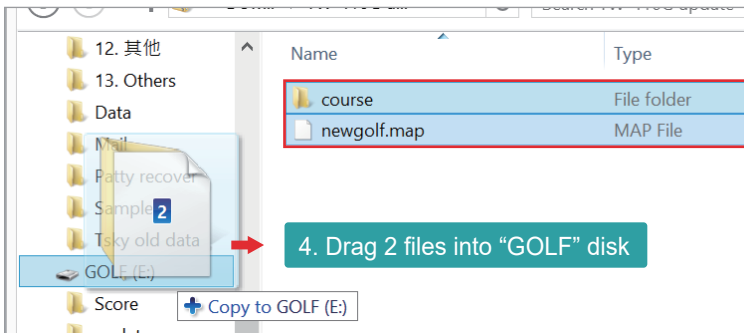 12. 其他
13. Others
Data
Mail
Patty recover
Sample
2
Tsky old data
GOLF (E:)
Score
Copy to GOLF (E:)
Name
Type
course
File folder
newgolf.map
MAP File
4. Drag 2 files into “GOLF” disk